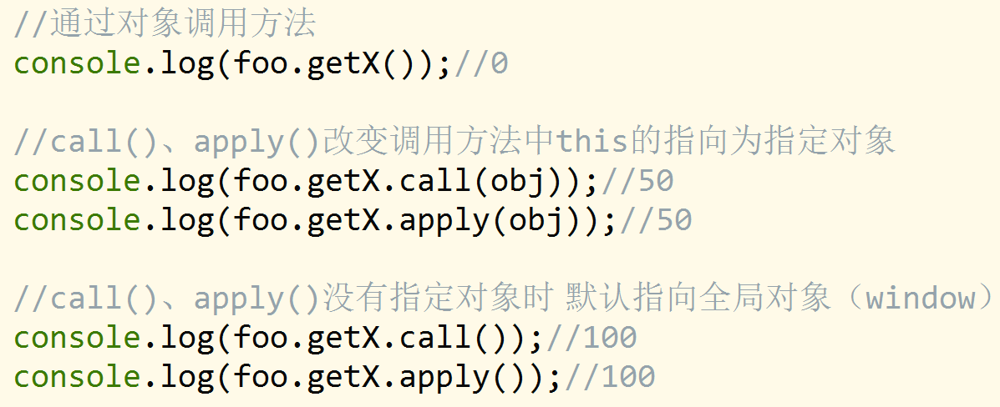 //通过对象调用方法
console.log(foo.getX());//0
//call()、apply()改变调用方法中this的指向为指定对象
console.log(foo.getX.call(obj));//50
console.log(foo.getX.apply(obj));//50
//call()、apply()没有指定对象时 默认指向全局对象（window）
console.log(foo.getX.call());//100
console.log(foo.getX.apply());//100